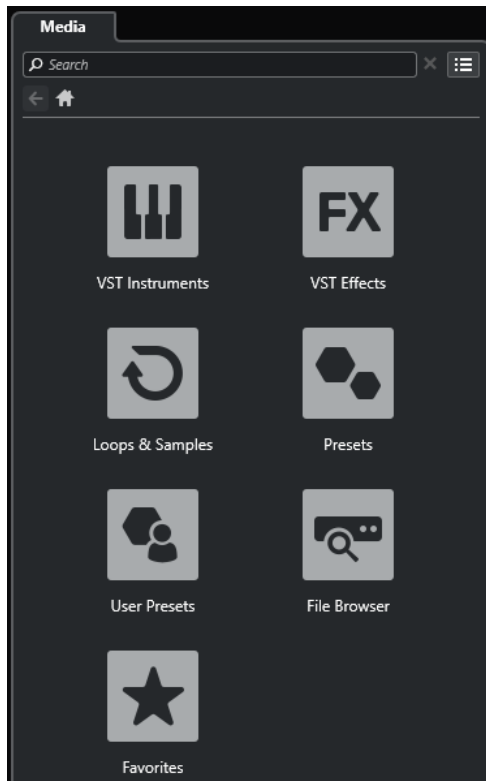 Media
Search
VST Instruments
FX
VST Effects
Loops & Samples
Presets
User Presets
File Browser
Favorites